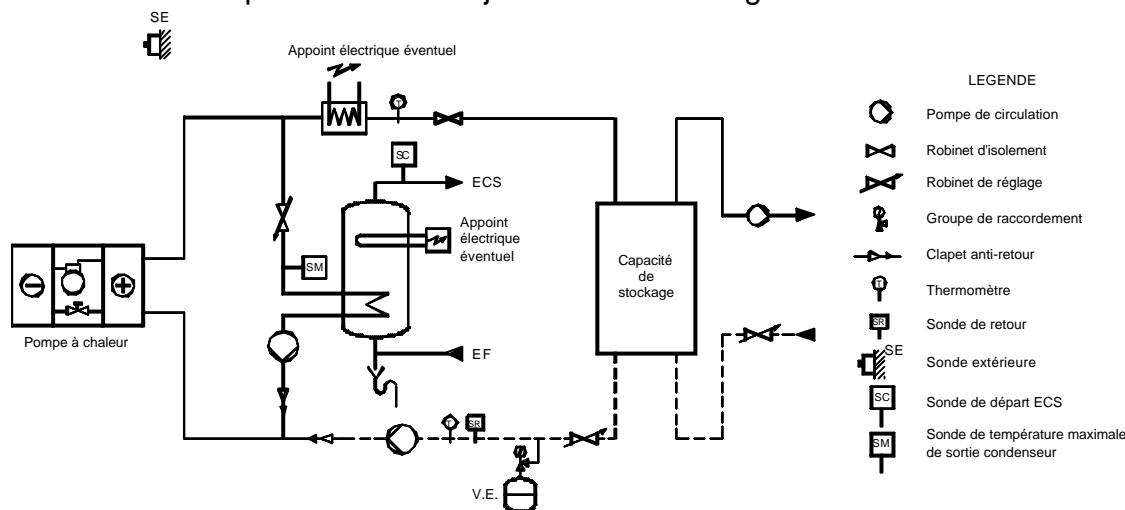 SE
Appoint électrique éventuel
T
SC
ECS
Appoint
électrique
éventuel
SM
Pompe à chaleur
EF
Capacité
de
stockage
T
SR
V.E.
LEGENDE
Pompe de circulation
Robinet d'isolement
Robinet de réglage
Groupe de raccordement
Clapet anti-retour
T
Thermomètre
SR
Sonde de retour
SE
Sonde extérieure
SC
Sonde de départ ECS
SM
Sonde de température maximale
de sortie condenseur